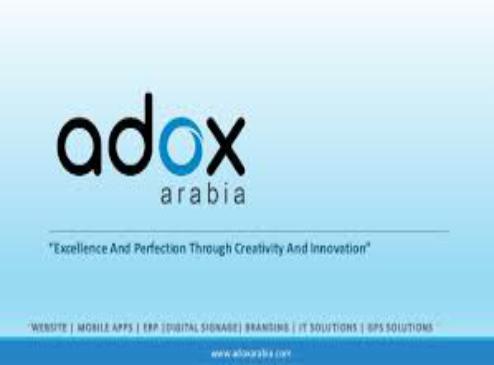 adox
arabia
"Excellence And Perfection Through Creativity And Innovation"
WEBSITE | MOBILE APPS | ERP |DIGITAL SIGNAGE| BRANDING | IT SOLUTIONS | GPS SOLUTIONS
www.adoxarabia.com